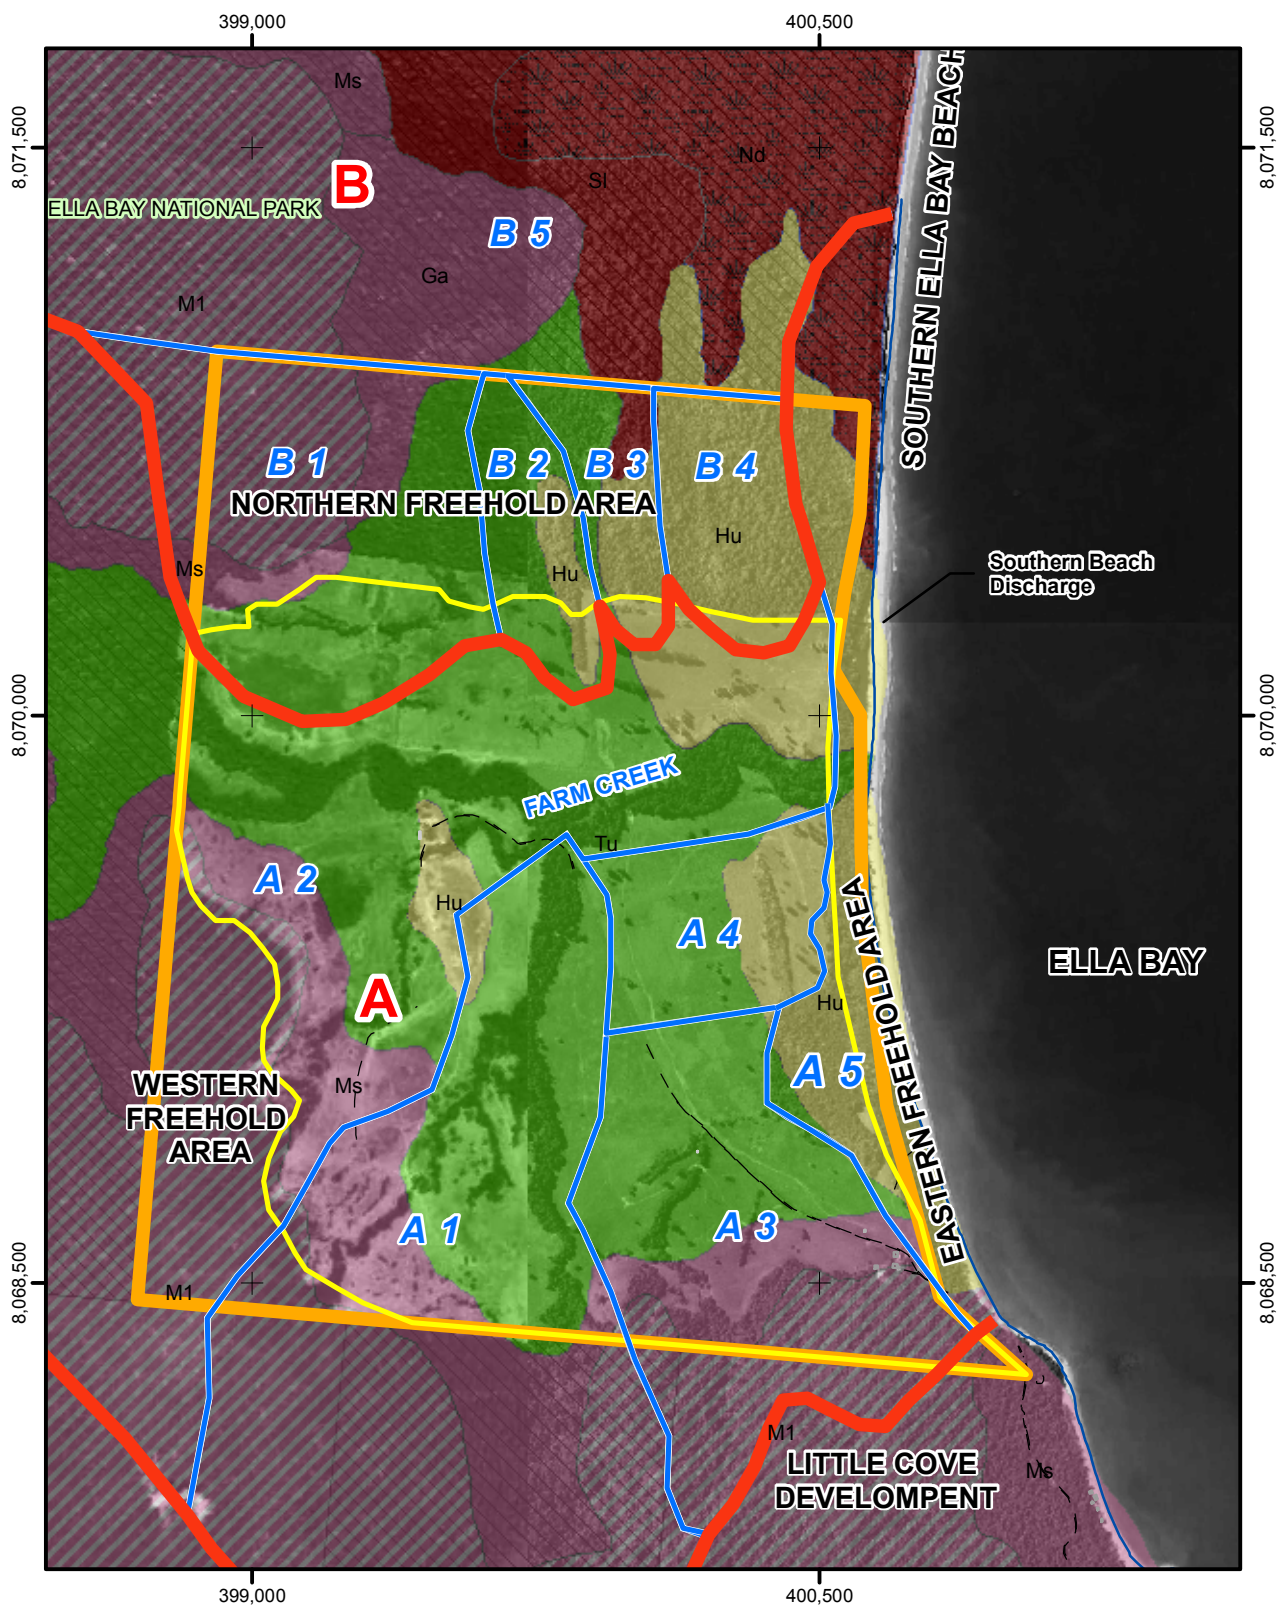 399,000
400,500
8,071,500
8,071,500
Ms
SOUTHERN ELLA BAY BEACH
Nd
Sl
B
ELLA BAY NATIONAL PARK
B 5
Ga
M1
B 1
B 2
B 3
B 4
NORTHERN FREEHOLD AREA
Hu
Ms
Hu
Southern Beach
Discharge
8,070,000
8,070,000
FARM CREEK
Tu
A 2
Hu
A 4
EASTERN FREEHOLD AREA
ELLA BAY
A
Hu
WESTERN
FREEHOLD
AREA
Ms
A 5
A 1
A 3
8,068,500
8,068,500
M1
M1
LITTLE COVE
DEVELOMPENT
Ms
399,000
400,500